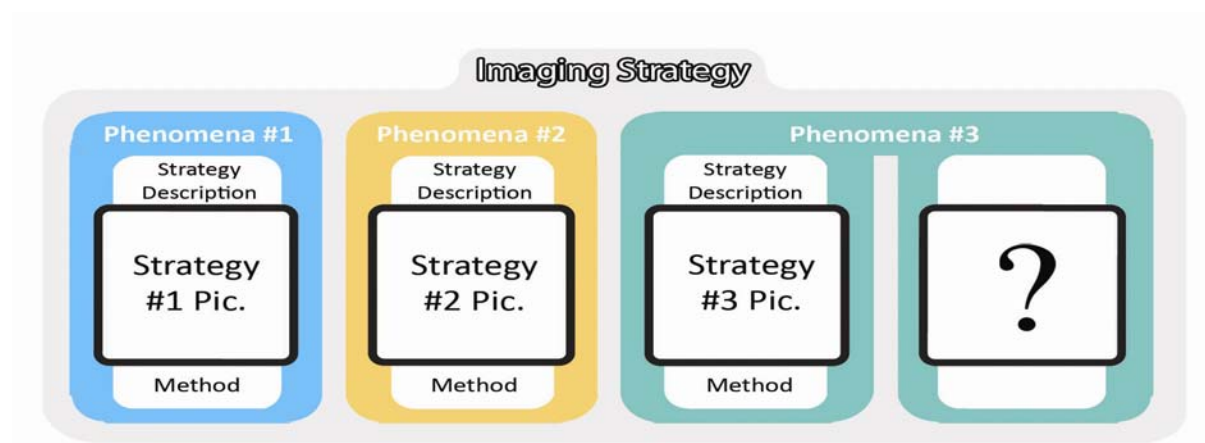 Imaging Strategy
Phenomena #1
Strategy
Description
Strategy
#1 Pic.
Method
Phenomena #2
Strategy
Description
Strategy
#2 Pic.
Method
Phenomena #3
Strategy
Description
Strategy
#3 Pic.
Method
?